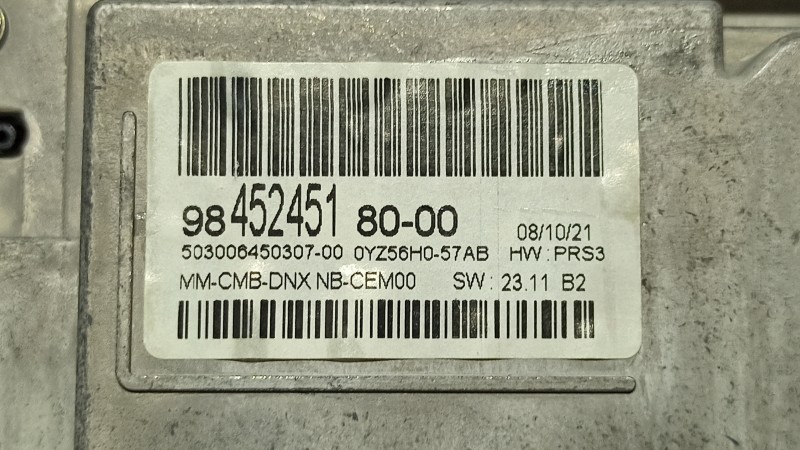 98 452451 80-00 08/10/21
503006450307-00 0YZ56H0-57AB HW : PRS3
MM-CMB-DNX NB-CEM00 SW : 23.11 B2